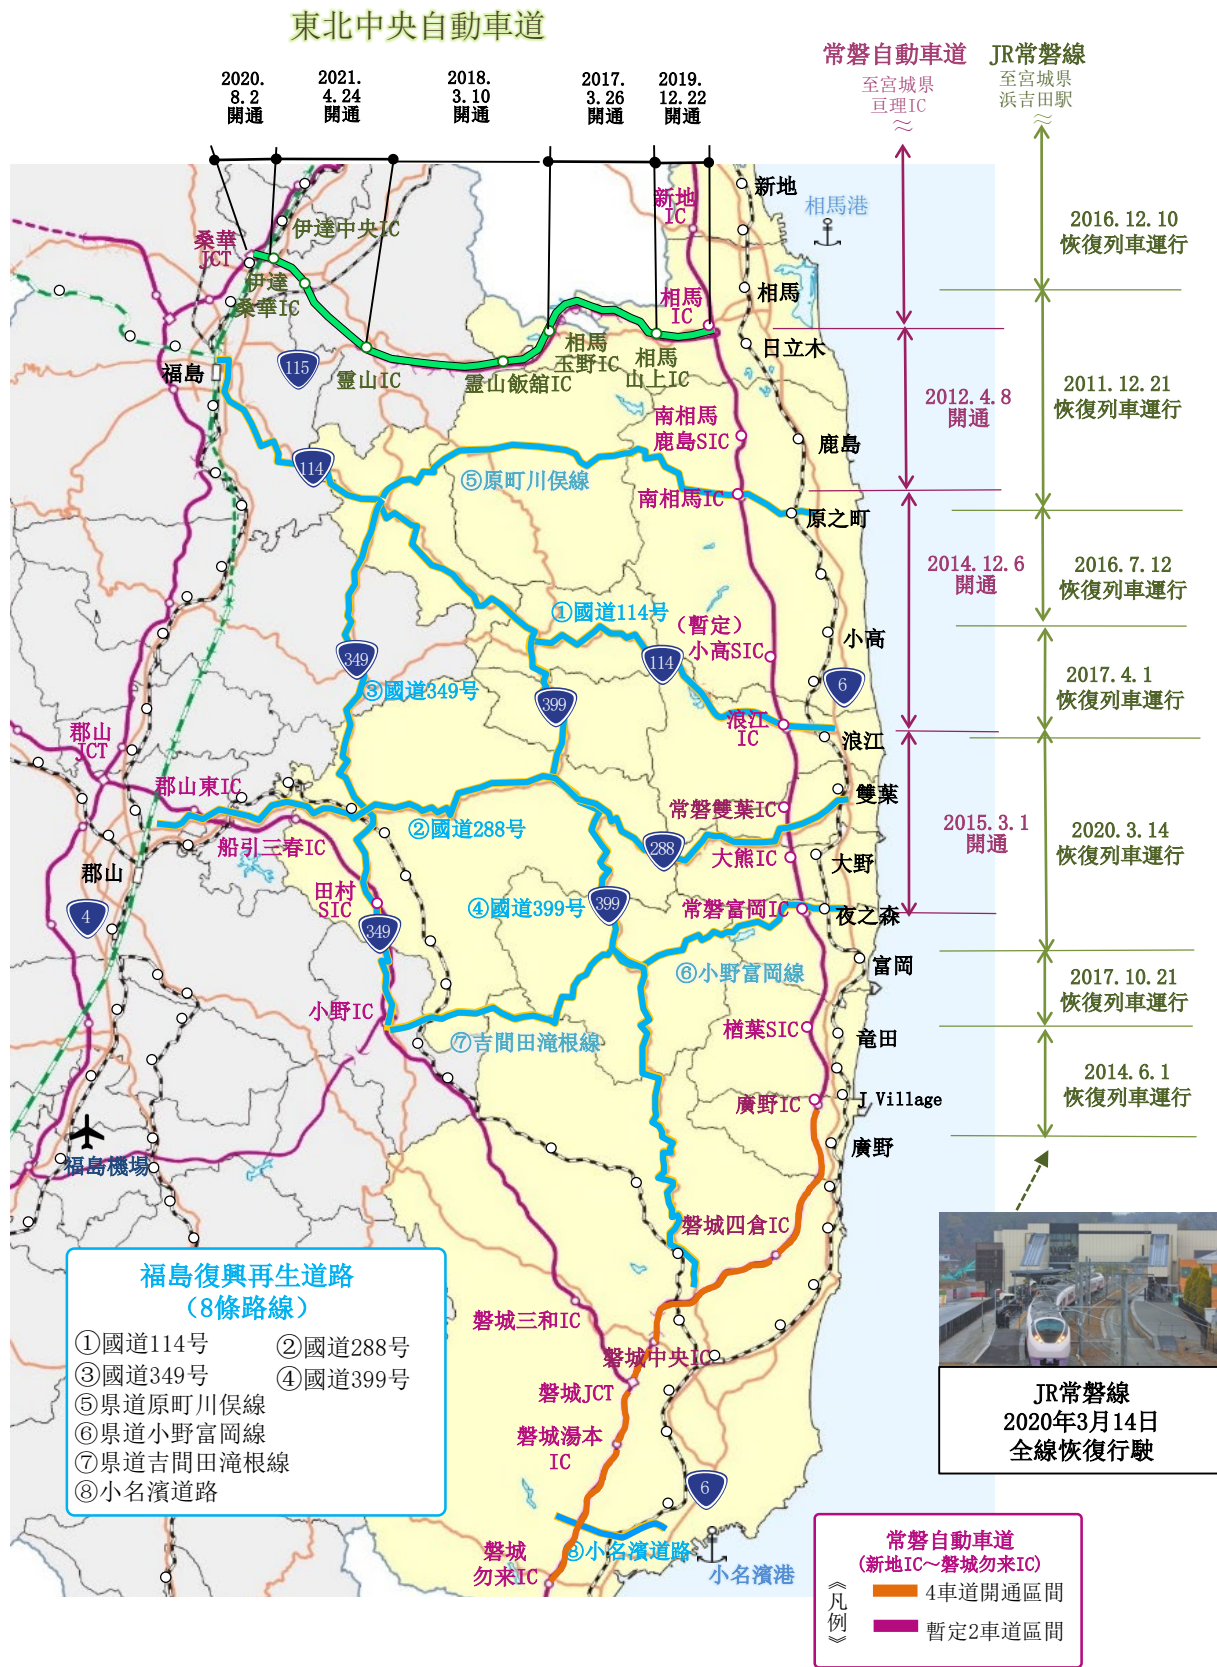 東北中央自動車道
2020.
8.2
開通
2021.
4.24
開通
2018.
3.10
開通
2017.
3.26
開通
2019.
12.22
開通
常磐自動車道
至宮城県
亘理IC
JR常磐線
至宮城県
浜吉田駅
新地
新地
IC
相馬港
伊達中央IC
桑華
JCT
伊達
桑華IC
相馬
相馬
IC
日立木
相馬
玉野IC
相馬
山上IC
霊山IC
霊山飯舘IC
福島
115
114
南相馬
鹿島SIC
鹿島
⑤原町川俣線
南相馬IC
原之町
①國道114号
(暫定)
小高SIC
小高
349
114
6
③國道349号
399
浪江
IC
浪江
郡山
JCT
郡山東IC
雙葉
常磐雙葉IC
②國道288号
船引三春IC
288
大熊IC
大野
郡山
田村
SIC
④國道399号
399
常磐富岡IC
夜之森
4
349
富岡
⑥小野富岡線
小野IC
楢葉SIC
竜田
⑦吉間田滝根線
廣野IC
J Village
廣野
福島機場
磐城四倉IC
磐城三和IC
磐城中央IC
磐城JCT
磐城湯本
IC
6
磐城
勿来IC
⑧小名濱道路
小名濱港
2012.4.8
開通
2014.12.6
開通
2015.3.1
開通
2016.12.10
恢復列車運行
2011.12.21
恢復列車運行
2016.7.12
恢復列車運行
2017.4.1
恢復列車運行
2020.3.14
恢復列車運行
2017.10.21
恢復列車運行
2014.6.1
恢復列車運行
JR常磐線
2020年3月14日
全線恢復行駛
福島復興再生道路
（8條路線）
①國道114号 ②國道288号
③國道349号 ④國道399号
⑤県道原町川俣線
⑥県道小野富岡線
⑦県道吉間田滝根線
⑧小名濱道路
常磐自動車道
(新地IC～磐城勿来IC)
《凡例》
4車道開通區間
暫定2車道區間